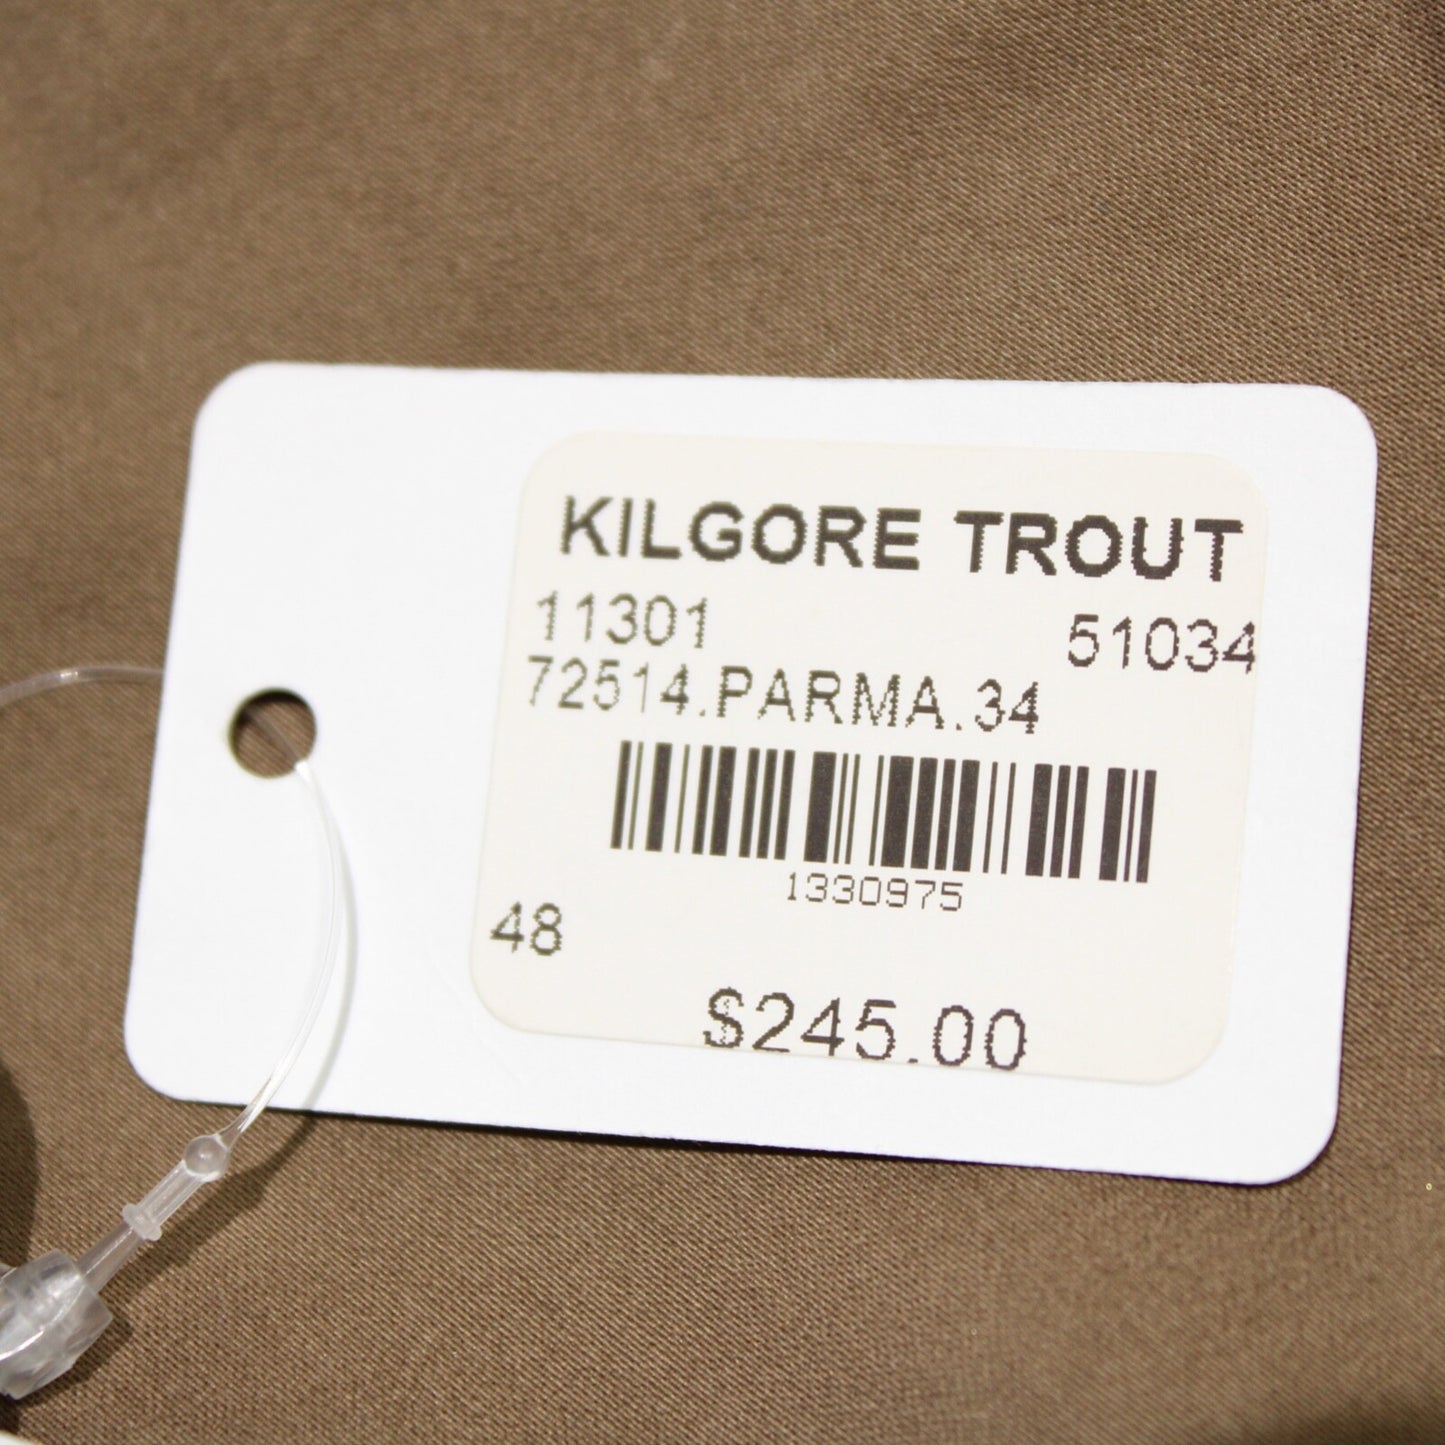 KILGORE TROUT
11301 51034
72514.PARMA.34
1330975
48
$245.00